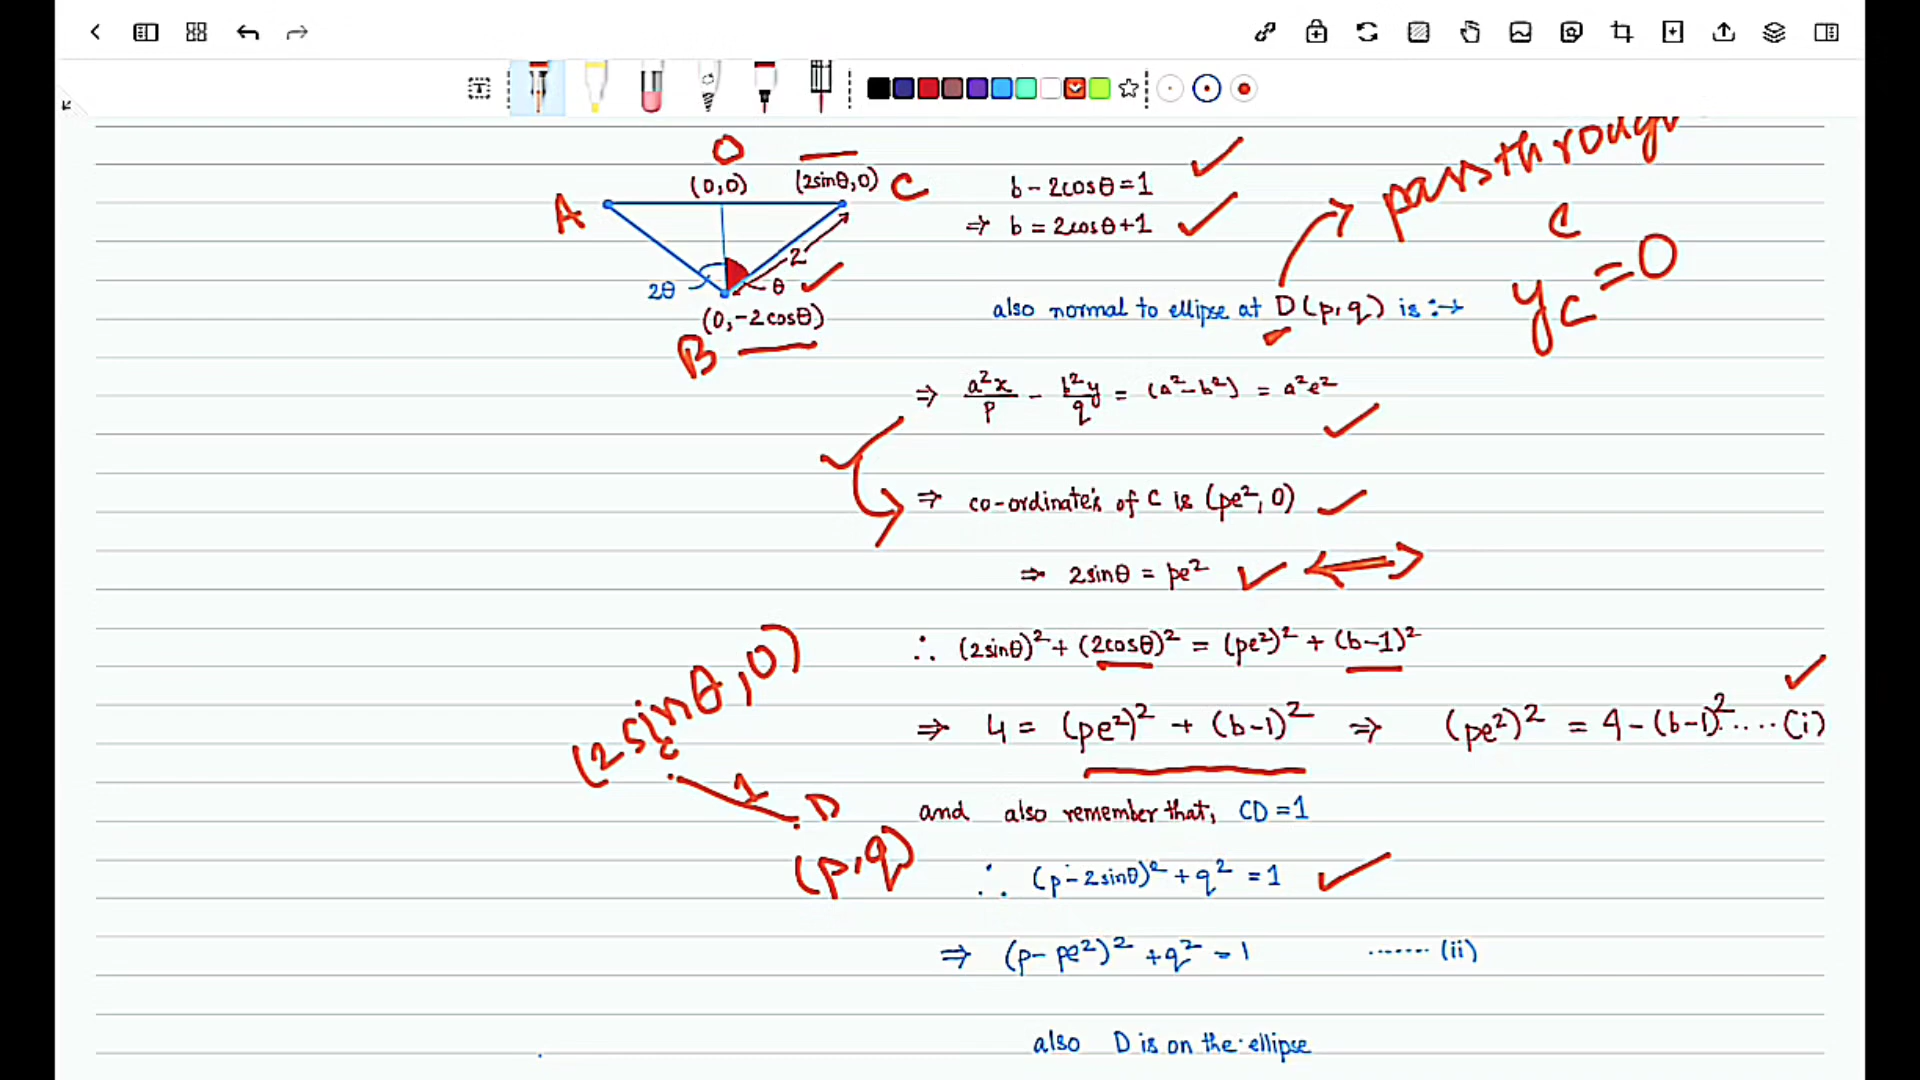 passthrough
C
y_C = 0
O
(0,0)
(2sinθ,0) C
A
2
2θ
θ
(0,-2cosθ)
B
b-2cosθ=1
⇒ b = 2cosθ+1
also normal to ellipse at D(p,q) is :→
⇒ a²x/p - b²y/q = (a²-b²) = a²e²
⇒ co-ordinate's of C is (pe², 0)
⇒ 2sinθ = pe²
∴ (2sinθ)² + (2cosθ)² = (pe²)² + (b-1)²
⇒ 4 = (pe²)² + (b-1)² ⇒ (pe²)² = 4-(b-1)².....(i)
(2sinθ,0)
C
1
D
(p,q)
and also remember that, CD=1
∴ (p-2sinθ)² + q² = 1
⇒ (p-pe²)² + q² = 1 .......(ii)
also D is on the ellipse